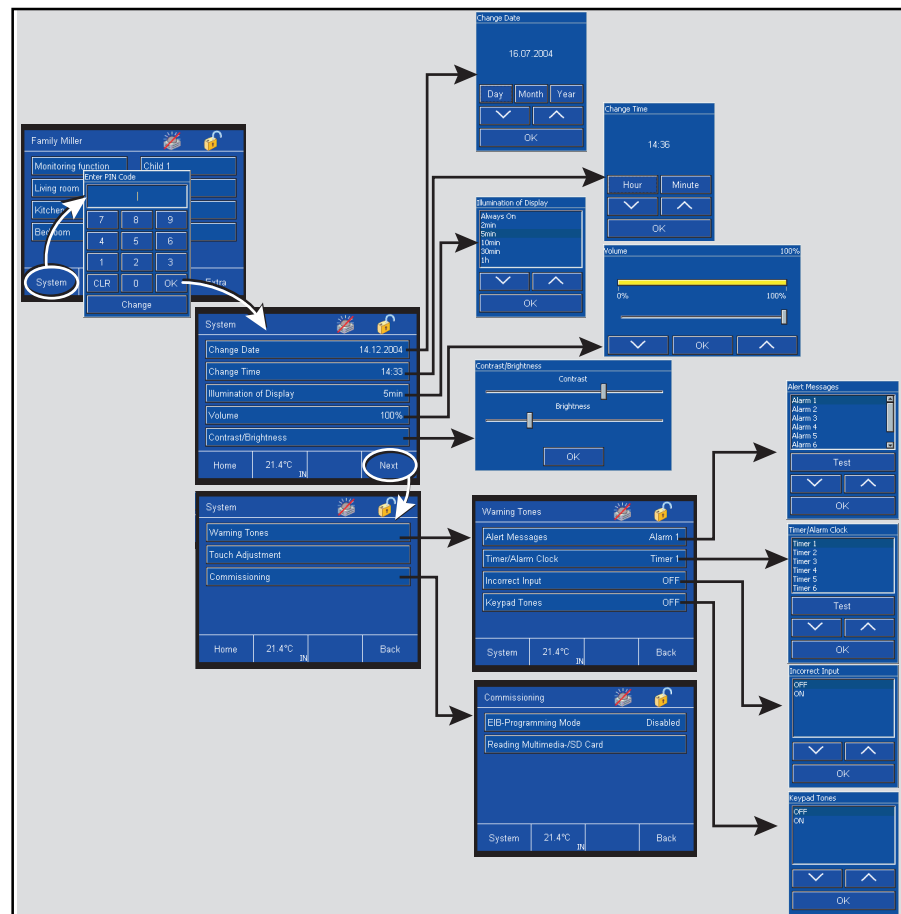 Change Date
16.07.2004
Day Month Year
OK
Change Time
14:36
Hour Minute
OK
Family Miller
Monitoring function Child 1
Living room
Kitchen
Bedroom
System Extra
Enter PIN Code
7 8 9
4 5 6
1 2 3
CLR 0 OK
Change
Illumination of Display
Always On
2min
5min
10min
30min
1h
OK
Volume 100%
0% 100%
OK
System
Change Date 14.12.2004
Change Time 14:33
Illumination of Display 5min
Volume 100%
Contrast/Brightness
Home 21.4°C IN Next
Contrast/Brightness
Contrast
Brightness
OK
Alert Messages
Alarm 1
Alarm 2
Alarm 3
Alarm 4
Alarm 5
Alarm 6
Test
OK
System
Warning Tones
Touch Adjustment
Commissioning
Home 21.4°C IN Back
Warning Tones
Alert Messages Alarm 1
Timer/Alarm Clock Timer 1
Incorrect Input OFF
Keypad Tones OFF
System 21.4°C IN Back
Timer/Alarm Clock
Timer 1
Timer 2
Timer 3
Timer 4
Timer 5
Timer 6
Test
OK
Incorrect Input
OFF
ON
OK
Commissioning
EIB-Programming Mode Disabled
Reading Multimedia-/SD Card
System 21.4°C IN Back
Keypad Tones
OFF
ON
OK